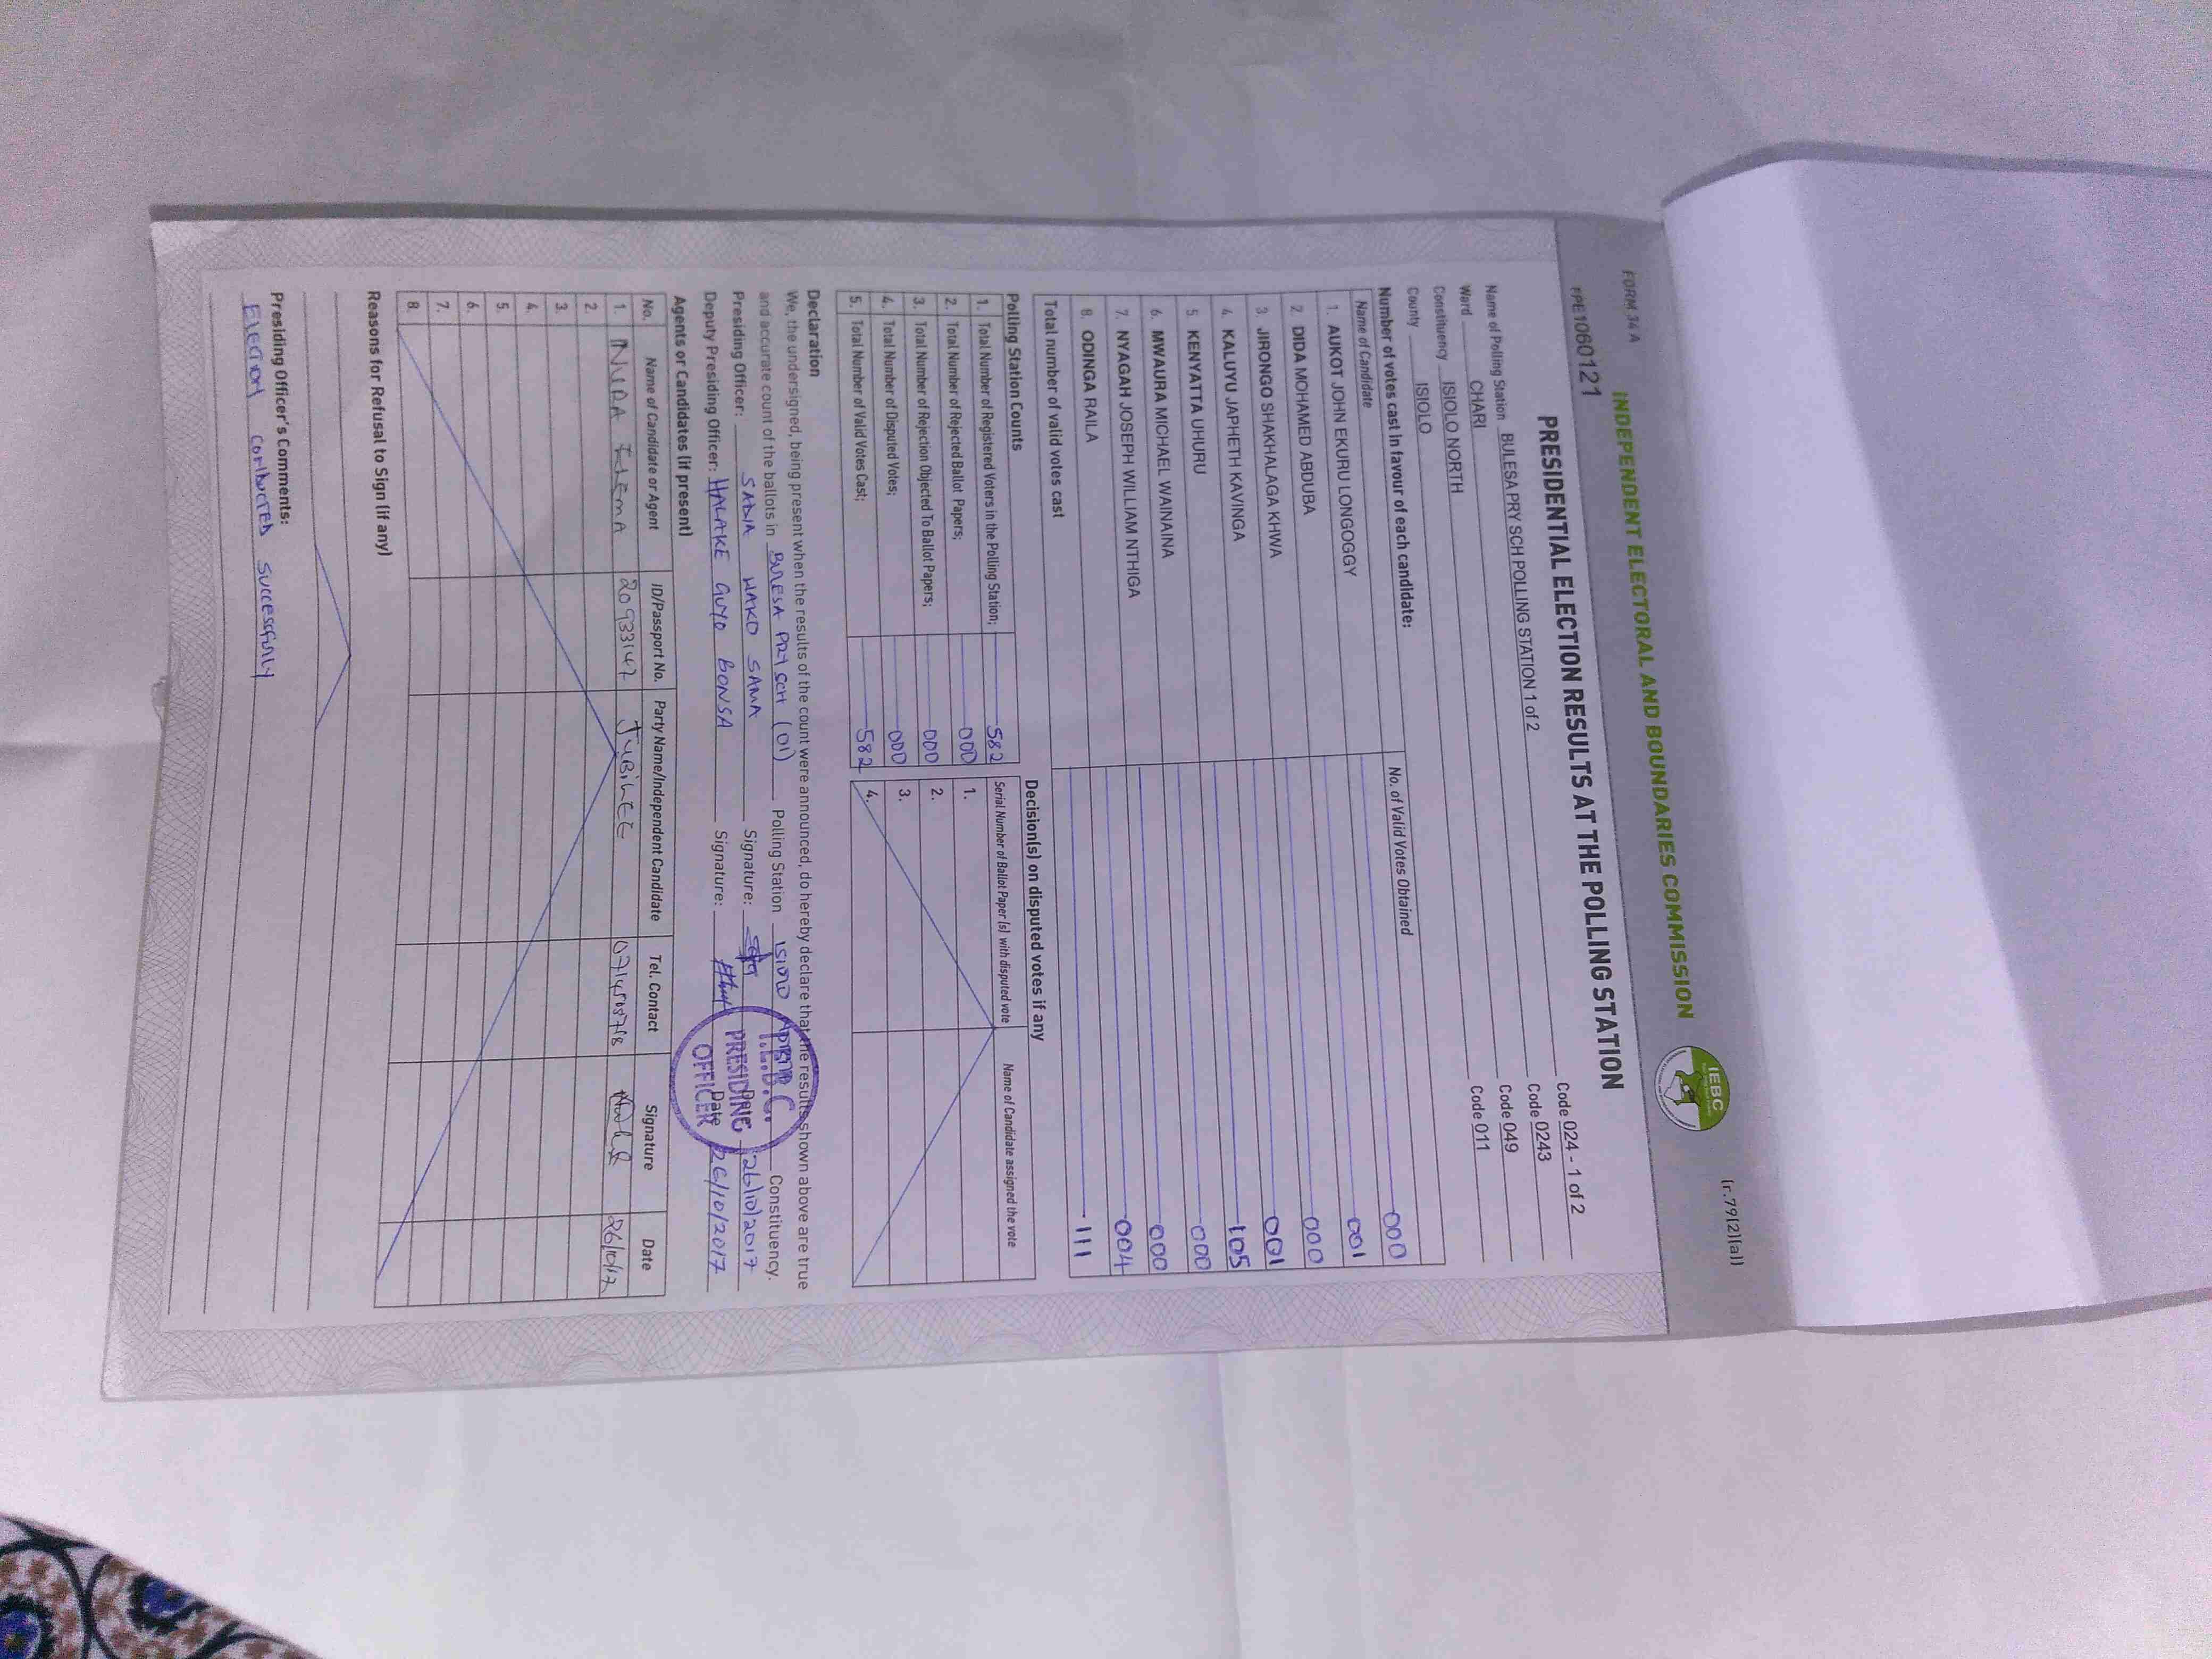 FORM 34 A
(r.79(2)(a))
INDEPENDENT ELECTORAL AND BOUNDARIES COMMISSION
IEBC
PRESIDENTIAL ELECTION RESULTS AT THE POLLING STATION
Name of Polling Station BULESA PRY SCH POLLING STATION 1 of 2 Code 024 - 1 of 2
Ward CHARI Code 0243
Constituency ISIOLO NORTH Code 049
County ISIOLO Code 011
Number of votes cast in favour of each candidate:
Name of Candidate No. of Valid Votes Obtained
1. AUKOT JOHN EKURU LONGOGGY 000
2. DIDA MOHAMED ABDUBA 001
3. JIRONGO SHAKHALAGA KHWA 000
4. KALUYU JAPHETH KAVINGA 001
5. KENYATTA UHURU 105
6. MWAURA MICHAEL WAINAINA 000
7. NYAGAH JOSEPH WILLIAM NTHIGA 000
8. ODINGA RAILA 004
Total number of valid votes cast 111
Polling Station Counts
1. Total Number of Registered Voters in the Polling Station; 582
2. Total Number of Rejected Ballot Papers; 000
3. Total Number of Rejection Objected To Ballot Papers; 000
4. Total Number of Disputed Votes; 000
5. Total Number of Valid Votes Cast; 582
Decision(s) on disputed votes if any
Serial Number of Ballot Paper (s) with disputed vote Name of Candidate assigned the vote
1.
2.
3.
4.
Declaration
We, the undersigned, being present when the results of the count were announced, do hereby declare that the results shown above are true
and accurate count of the ballots in BULESA PRY SCH (01) Polling Station ISIOLO Constituency.
Presiding Officer: SADIA WAKO SAMA Signature: Date 26/10/2017
Deputy Presiding Officer: HALAKE GUYO BONSA Signature: Date 26/10/2017
I.E.B.C.
PRESIDING
OFFICER
Agents or Candidates (if present)
No. Name of Candidate or Agent ID/Passport No. Party Name/Independent Candidate Tel. Contact Signature Date
1. NURA 20933147 JUBILEE 26/10/17
2.
3.
4.
5.
6.
7.
8.
Reasons for Refusal to Sign (if any)
Presiding Officer's Comments:
ELECTION CONDUCTED SUCCESSFULLY